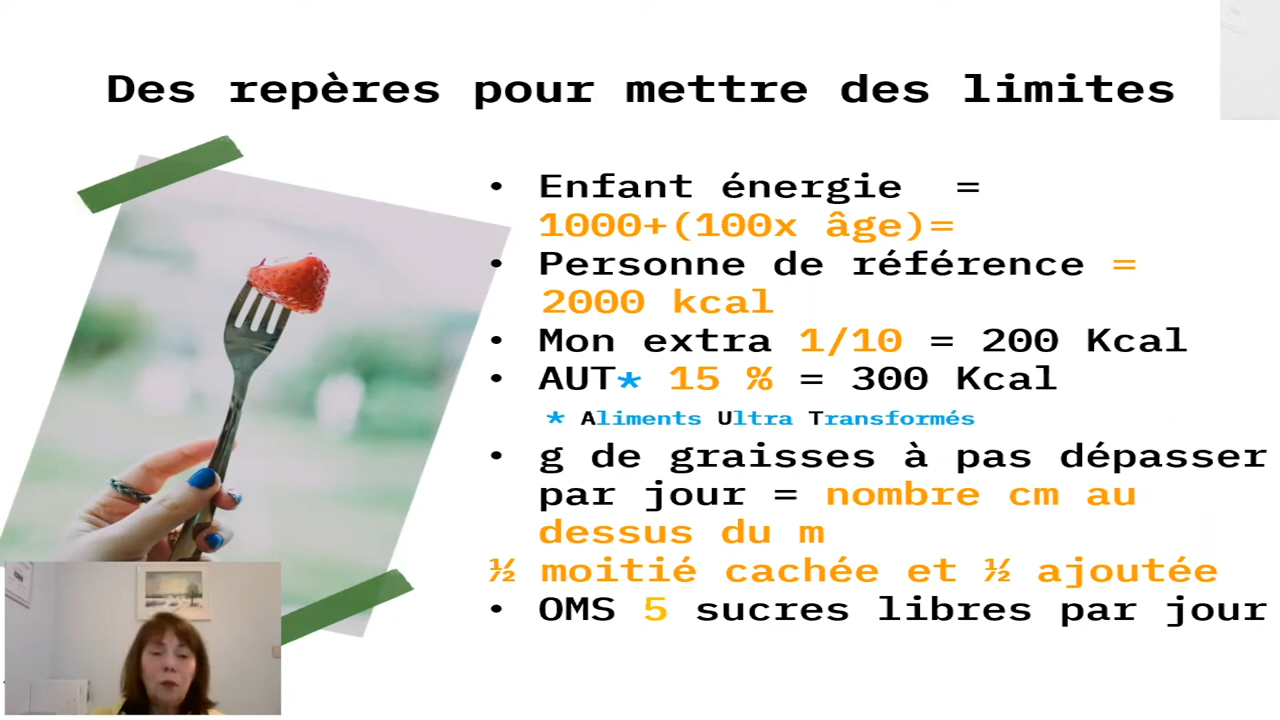 Des repères pour mettre des limites
• Enfant énergie =
1000+(100x âge)=
• Personne de référence =
2000 kcal
• Mon extra 1/10 = 200 Kcal
• AUT* 15 % = 300 Kcal
* Aliments Ultra Transformés
• g de graisses à pas dépasser
par jour = nombre cm au
dessus du m
½ moitié cachée et ½ ajoutée
• OMS 5 sucres libres par jour